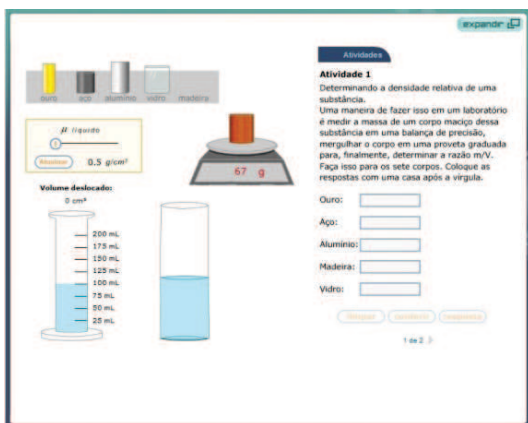 expandir
ouro aço alumínio vidro madeira
μ líquido
0.5 g/cm³
67 g
Volume deslocado:
0 cm³
200 mL
175 mL
150 mL
125 mL
100 mL
75 mL
50 mL
25 mL
Atividades
Atividade 1
Determinando a densidade relativa de uma
substância.
Uma maneira de fazer isso em um laboratório
é medir a massa de um corpo maciço dessa
substância em uma balança de precisão,
mergulhar o corpo em uma proveta graduada
para, finalmente, determinar a razão m/V.
Faça isso para os sete corpos. Coloque as
respostas com uma casa após a vírgula.
Ouro:
Aço:
Alumínio:
Madeira:
Vidro:
1 de 2